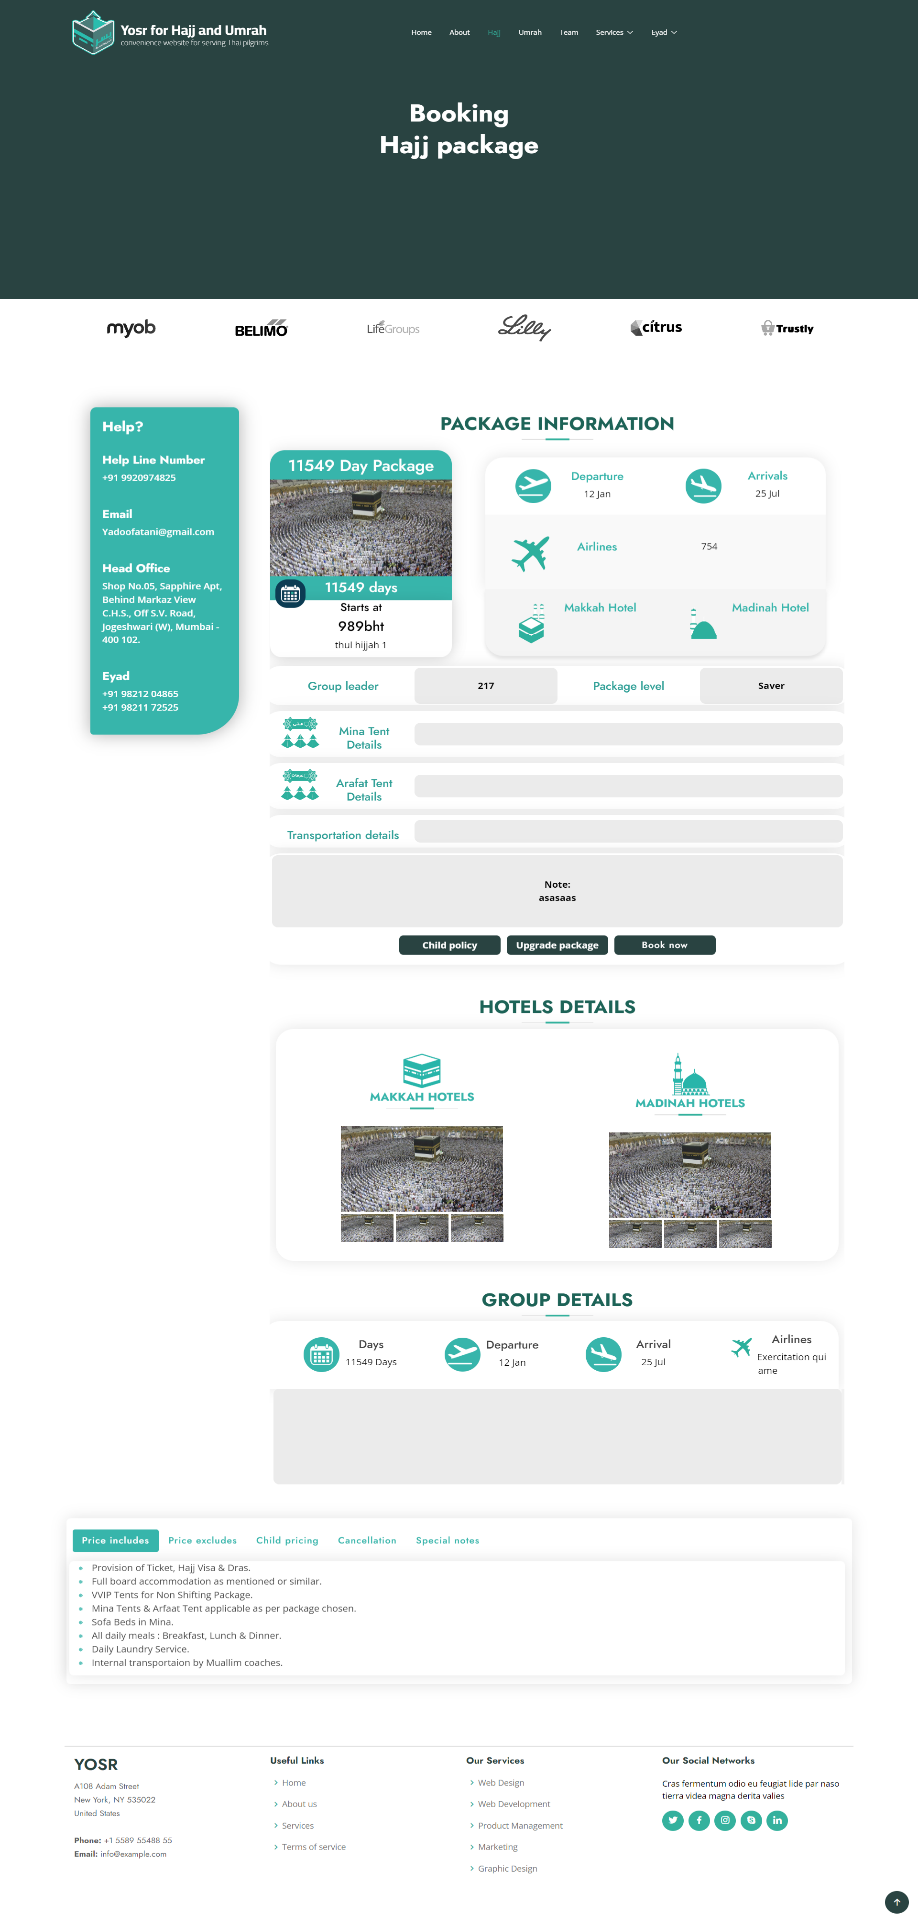 Yosr for Hajj and Umrah
convenience website for serving Thai pilgrims
Home
About
Hajj
Umrah
Team
Services
Eyad
Booking
Hajj package
myob
BELIMO
LifeGroups
Lilly
citrus
Trustly
Help?
Help Line Number
+91 9920974825
Email
Yadoofatani@gmail.com
Head Office
Shop No.05, Sapphire Apt,
Behind Markaz View
C.H.S., Off S.V. Road,
Jogeshwari (W), Mumbai -
400 102.
Eyad
+91 98212 04865
+91 98211 72525
PACKAGE INFORMATION
11549 Day Package
11549 days
Starts at
989bht
thul hijjah 1
Departure
12 Jan
Arrivals
25 Jul
Airlines
754
Makkah Hotel
Madinah Hotel
Group leader
217
Package level
Saver
Mina Tent
Details
Arafat Tent
Details
Transportation details
Note:
asasaas
Child policy
Upgrade package
Book now
HOTELS DETAILS
MAKKAH HOTELS
MADINAH HOTELS
GROUP DETAILS
Days
11549 Days
Departure
12 Jan
Arrival
25 Jul
Airlines
Exercitation qui
ame
Price includes
Price excludes
Child pricing
Cancellation
Special notes
Provision of Ticket, Hajj Visa & Dras.
Full board accommodation as mentioned or similar.
VVIP Tents for Non Shifting Package.
Mina Tents & Arfaat Tent applicable as per package chosen.
Sofa Beds in Mina.
All daily meals : Breakfast, Lunch & Dinner.
Daily Laundry Service.
Internal transportaion by Muallim coaches.
YOSR
A108 Adam Street
New York, NY 535022
United States
Phone: +1 5589 55488 55
Email: info@example.com
Useful Links
Home
About us
Services
Terms of service
Our Services
Web Design
Web Development
Product Management
Marketing
Graphic Design
Our Social Networks
Cras fermentum odio eu feugiat lide par naso
tierra videa magna derita valies